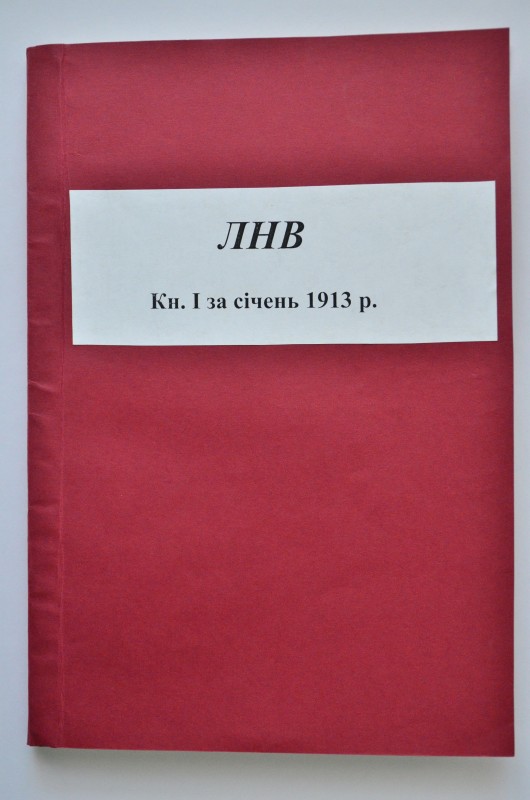 ЛНВ
Кн. І за січень 1913 р.